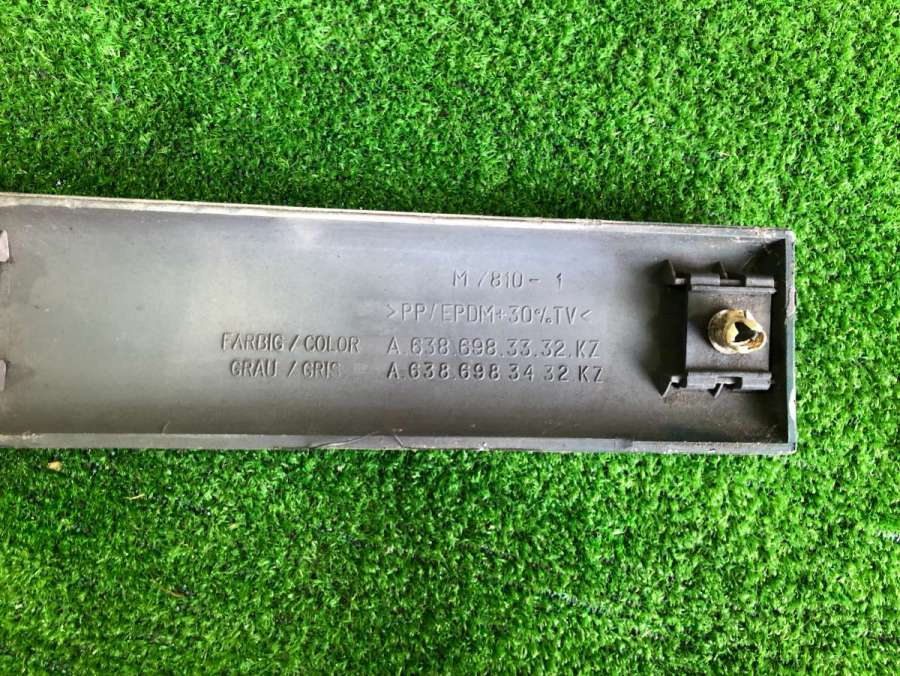 M /810 - 1
>PP/EPDM+30%TV<
FARBIG/COLOR A.638.698.33.32.KZ
GRAU /GRIS A.638.698 34 32 KZ